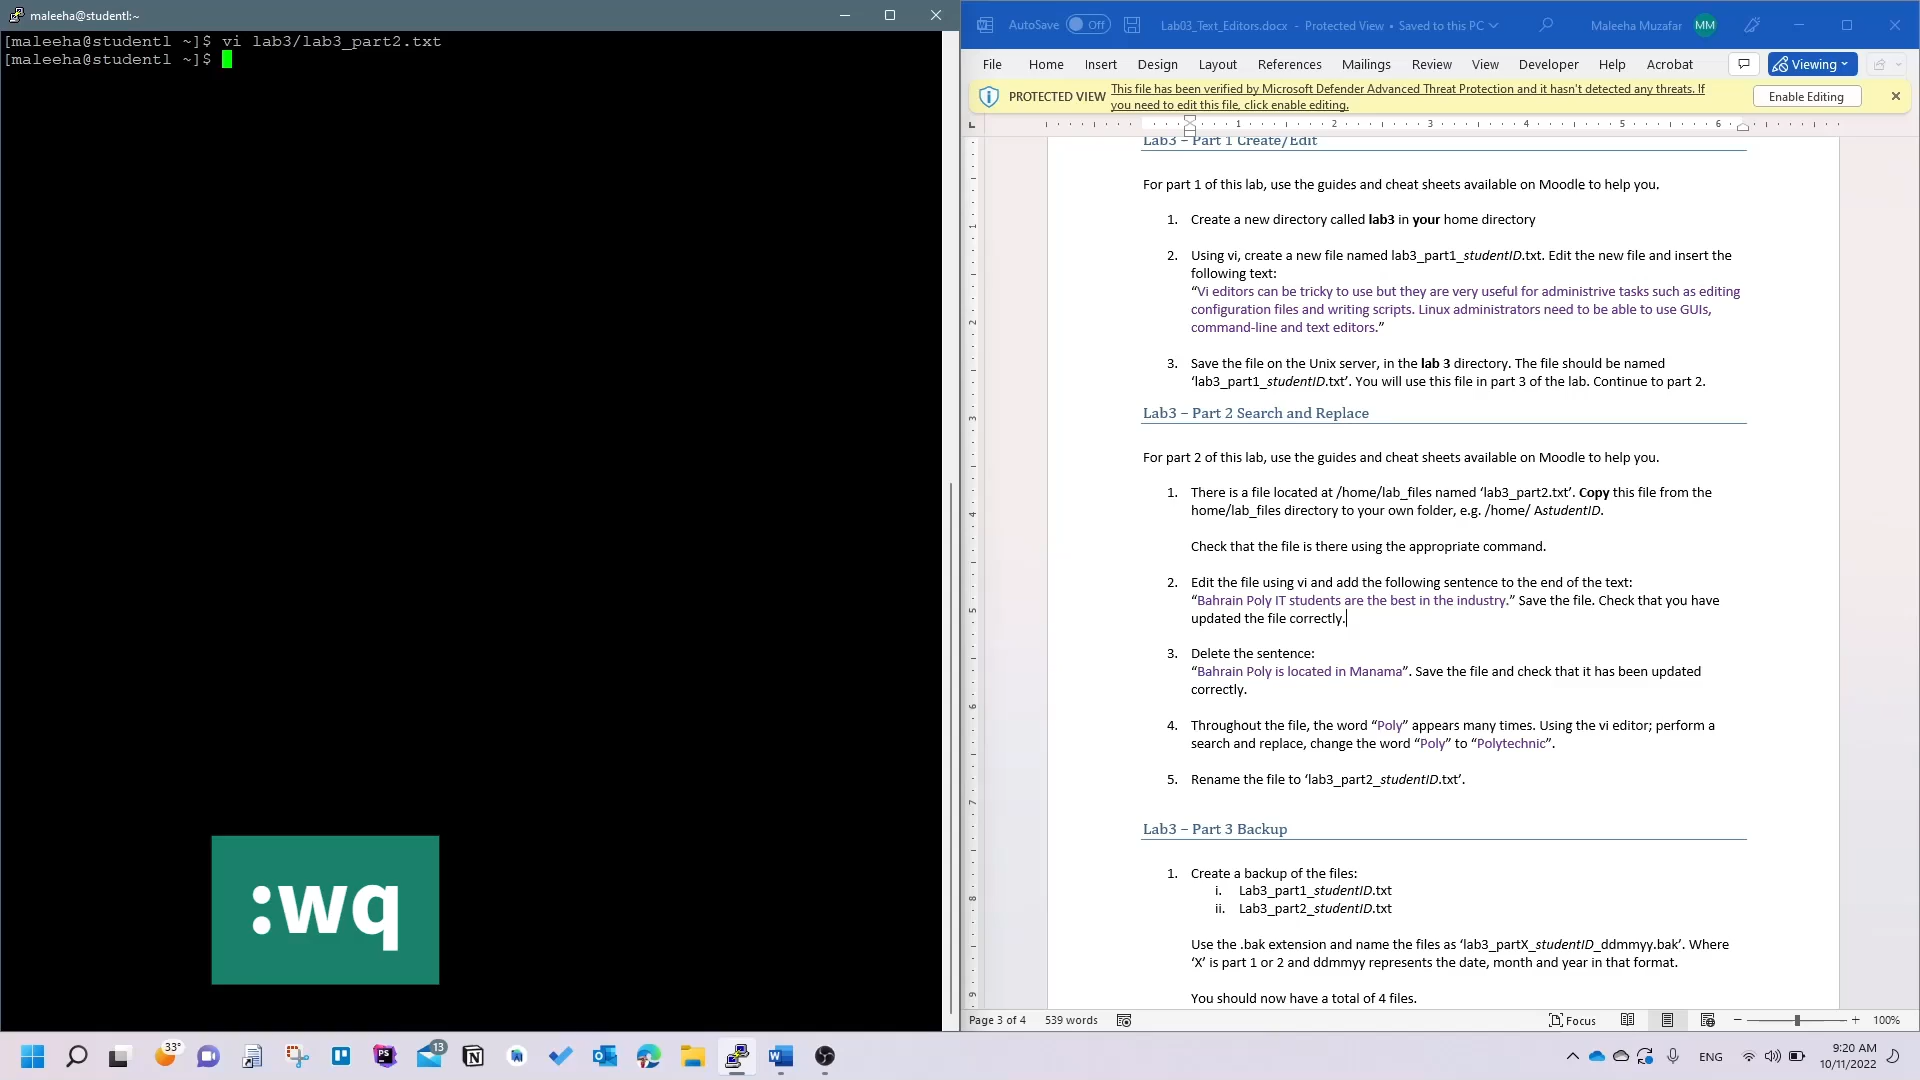 maleeha@studentl:~
[maleeha@studentl ~]$ vi lab3/lab3_part2.txt
[maleeha@studentl ~]$
:wq
AutoSave Off Lab03_Text_Editors.docx - Protected View • Saved to this PC Maleeha Muzafar MM
File Home Insert Design Layout References Mailings Review View Developer Help Acrobat Viewing
PROTECTED VIEW This file has been verified by Microsoft Defender Advanced Threat Protection and it hasn't detected any threats. If
you need to edit this file, click enable editing. Enable Editing
1 2 3 4 5 6
Lab3 – Part 1 Create/Edit
For part 1 of this lab, use the guides and cheat sheets available on Moodle to help you.
1. Create a new directory called lab3 in your home directory
2. Using vi, create a new file named lab3_part1_studentID.txt. Edit the new file and insert the
following text:
“Vi editors can be tricky to use but they are very useful for administrive tasks such as editing
configuration files and writing scripts. Linux administrators need to be able to use GUIs,
command-line and text editors.”
3. Save the file on the Unix server, in the lab 3 directory. The file should be named
‘lab3_part1_studentID.txt’. You will use this file in part 3 of the lab. Continue to part 2.
Lab3 – Part 2 Search and Replace
For part 2 of this lab, use the guides and cheat sheets available on Moodle to help you.
1. There is a file located at /home/lab_files named ‘lab3_part2.txt’. Copy this file from the
home/lab_files directory to your own folder, e.g. /home/ AstudentID.
Check that the file is there using the appropriate command.
2. Edit the file using vi and add the following sentence to the end of the text:
“Bahrain Poly IT students are the best in the industry.” Save the file. Check that you have
updated the file correctly.
3. Delete the sentence:
“Bahrain Poly is located in Manama”. Save the file and check that it has been updated
correctly.
4. Throughout the file, the word “Poly” appears many times. Using the vi editor; perform a
search and replace, change the word “Poly” to “Polytechnic”.
5. Rename the file to ‘lab3_part2_studentID.txt’.
Lab3 – Part 3 Backup
1. Create a backup of the files:
i. Lab3_part1_studentID.txt
ii. Lab3_part2_studentID.txt
Use the .bak extension and name the files as ‘lab3_partX_studentID_ddmmyy.bak’. Where
‘X’ is part 1 or 2 and ddmmyy represents the date, month and year in that format.
You should now have a total of 4 files.
1
2
3
4
5
6
7
8
9
Page 3 of 4 539 words Focus 100%
33° 13 PS ENG 9:20 AM
10/11/2022